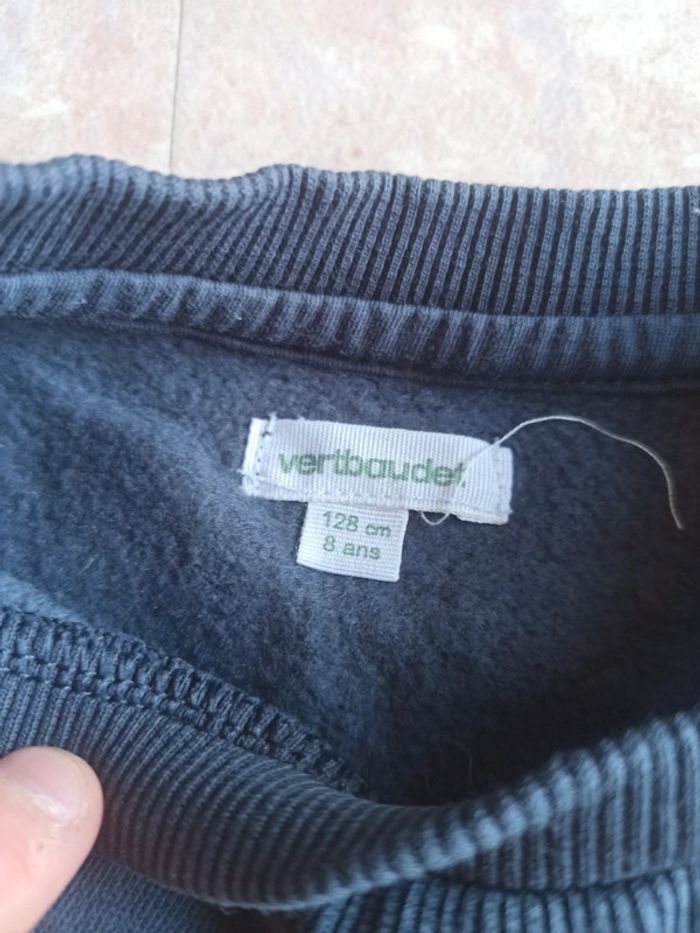 vertbaudet
128 cm
8 ans